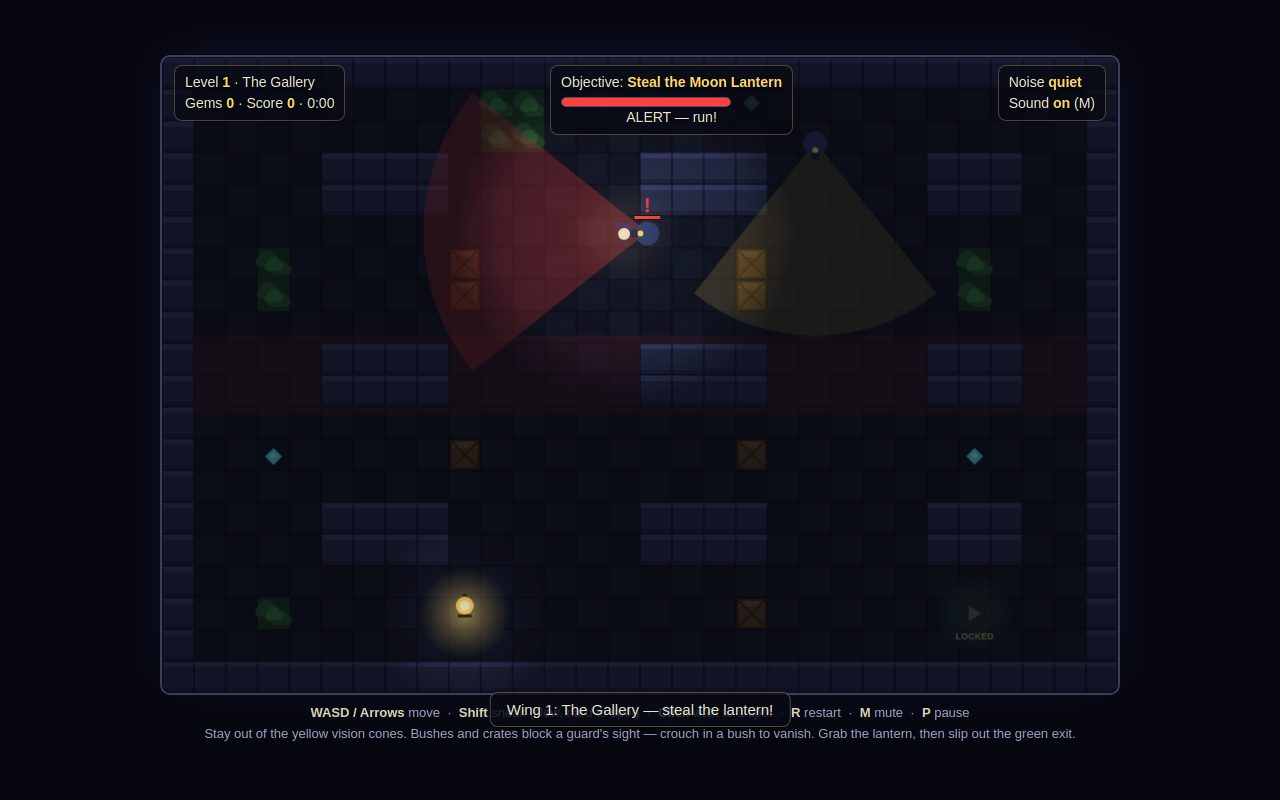 Level 1 · The Gallery
Gems 0 · Score 0 · 0:00
Objective: Steal the Moon Lantern
ALERT — run!
Noise quiet
Sound on (M)
!
LOCKED
WASD / Arrows move · Shift
R restart · M mute · P pause
Wing 1: The Gallery — steal the lantern!
Stay out of the yellow vision cones. Bushes and crates block a guard's sight — crouch in a bush to vanish. Grab the lantern, then slip out the green exit.